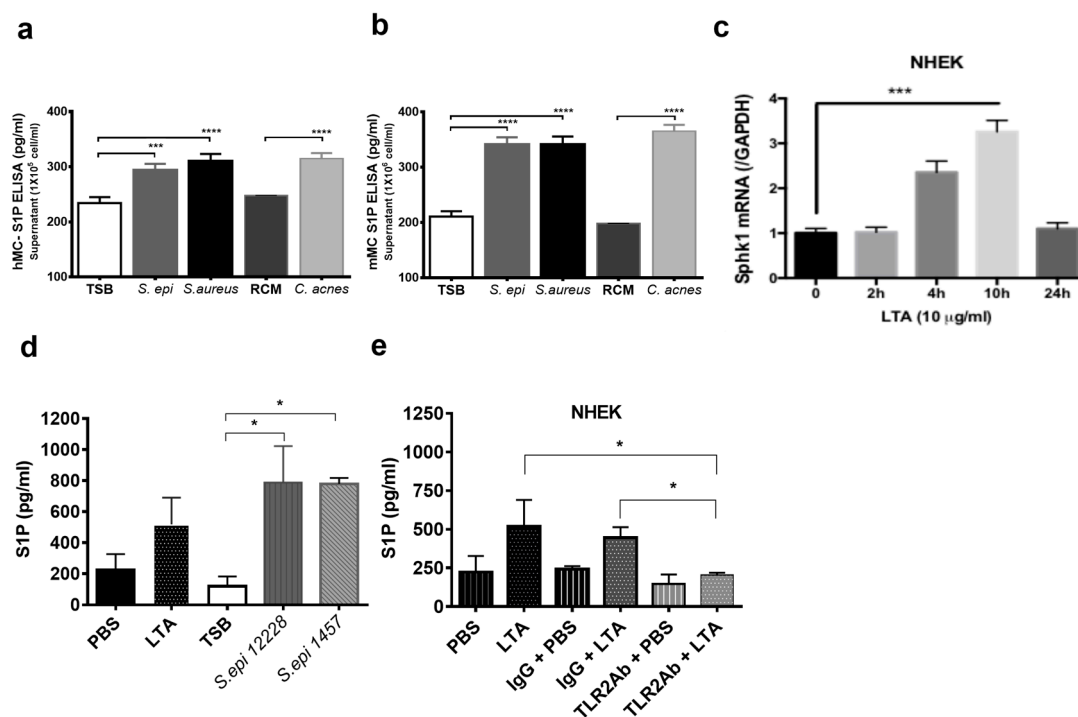 a
hMC- S1P ELISA (pg/ml)
Supernatant (1X10⁵ cell/ml)
400
300
200
100
***
****
****
TSB
S. epi
S.aureus
RCM
C. acnes
b
mMC S1P ELISA (pg/ml)
Supernatant (1X10⁵ cell/ml)
400
300
200
100
****
****
****
TSB
S. epi
S.aureus
RCM
C. acnes
c
NHEK
Sphk1 mRNA (/GAPDH)
4
3
2
1
0
***
0
2h
4h
10h
24h
LTA (10 μg/ml)
d
S1P (pg/ml)
1200
1000
800
600
400
200
0
*
*
PBS
LTA
TSB
S.epi 12228
S.epi 1457
e
NHEK
S1P (pg/ml)
1250
1000
750
500
250
0
*
*
PBS
LTA
IgG + PBS
IgG + LTA
TLR2Ab + PBS
TLR2Ab + LTA